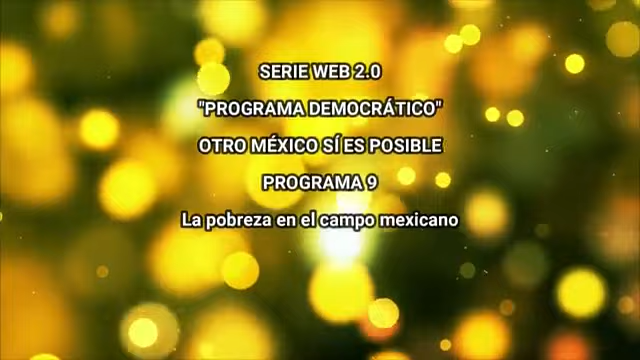 SERIE WEB 2.0
"PROGRAMA DEMOCRÁTICO"
OTRO MÉXICO SÍ ES POSIBLE
PROGRAMA 9
La pobreza en el campo mexicano